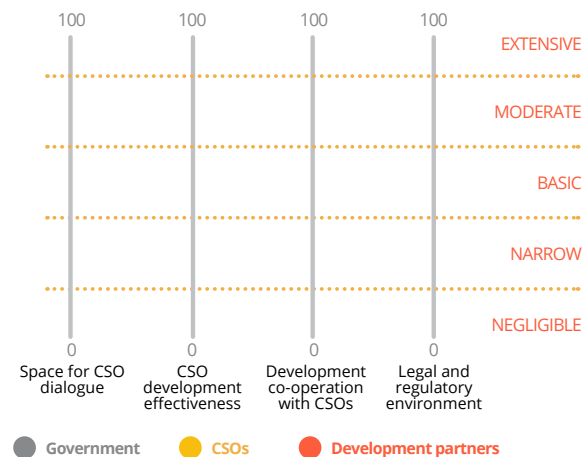 100 100 100 100
EXTENSIVE
MODERATE
BASIC
NARROW
NEGLIGIBLE
0 0 0 0
Space for CSO
dialogue
CSO
development
effectiveness
Development
co-operation
with CSOs
Legal and
regulatory
environment
Government CSOs Development partners